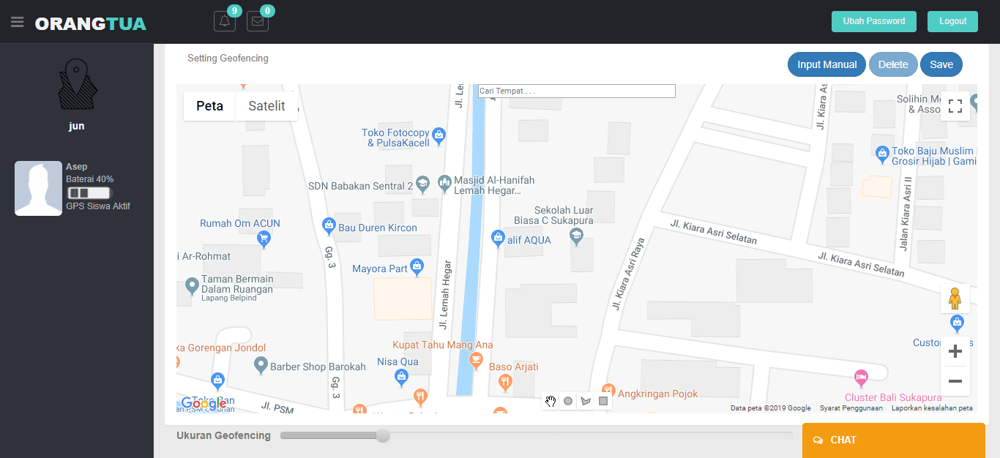 ORANGTUA
9
0
Ubah Password
Logout
jun
Asep
Baterai 40%
GPS Siswa Aktif
Setting Geofencing
Input Manual
Delete
Save
Peta
Satelit
Cari Tempat . . .
Toko Fotocopy
& PulsaKacell
SDN Babakan Sentral 2
Masjid Al-Hanifah
Lemah Hegar...
Sekolah Luar
Biasa C Sukapura
Rumah Om ACUN
Bau Duren Kircon
alif AQUA
Mayora Part
i Ar-Rohmat
Taman Bermain
Dalam Ruangan
Lapang Belpind
Gg. 3
Jl. Lemah Hegar
Jl. Kiara Asri Raya
Jl. Kiara Asri Selatan
Jl. Kiara Asri Selatan
Jalan Kiara Asri II
Jl. Kiara As
Solihin M
& Asso
Toko Baju Muslim
Grosir Hijab | Gami
ka Gorengan Jondol
Barber Shop Barokah
Nisa Qua
Kupat Tahu Mang Ana
Baso Arjati
Gg. 3
Jl. PSM
Angkringan Pojok
Cluster Bali Sukapura
Custo
Google
Data peta ©2019 Google
Syarat Penggunaan
Laporkan kesalahan peta
Ukuran Geofencing
CHAT